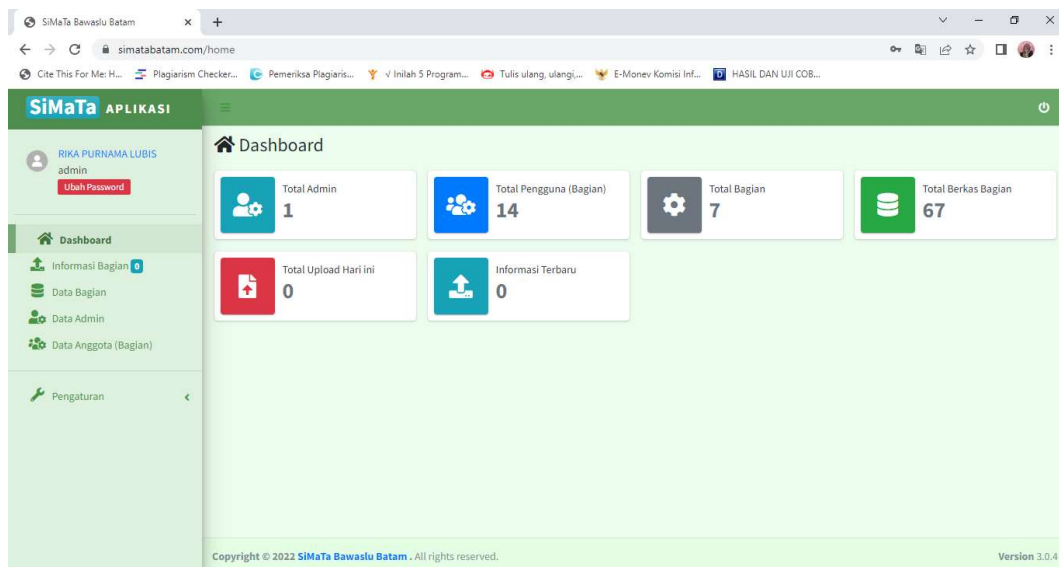 SiMaTa Bawaslu Batam
simatabatam.com/home
Cite This For Me: H... Plagiarism Checker... Pemeriksa Plagiaris... √ Inilah 5 Program... Tulis ulang, ulangi,... E-Monev Komisi Inf... HASIL DAN UJI COB...
SiMaTa APLIKASI
RIKA PURNAMA LUBIS
admin
Ubah Password
Dashboard
Informasi Bagian 0
Data Bagian
Data Admin
Data Anggota (Bagian)
Pengaturan
Dashboard
Total Admin
1
Total Pengguna (Bagian)
14
Total Bagian
7
Total Berkas Bagian
67
Total Upload Hari ini
0
Informasi Terbaru
0
Copyright © 2022 SiMaTa Bawaslu Batam . All rights reserved.
Version 3.0.4